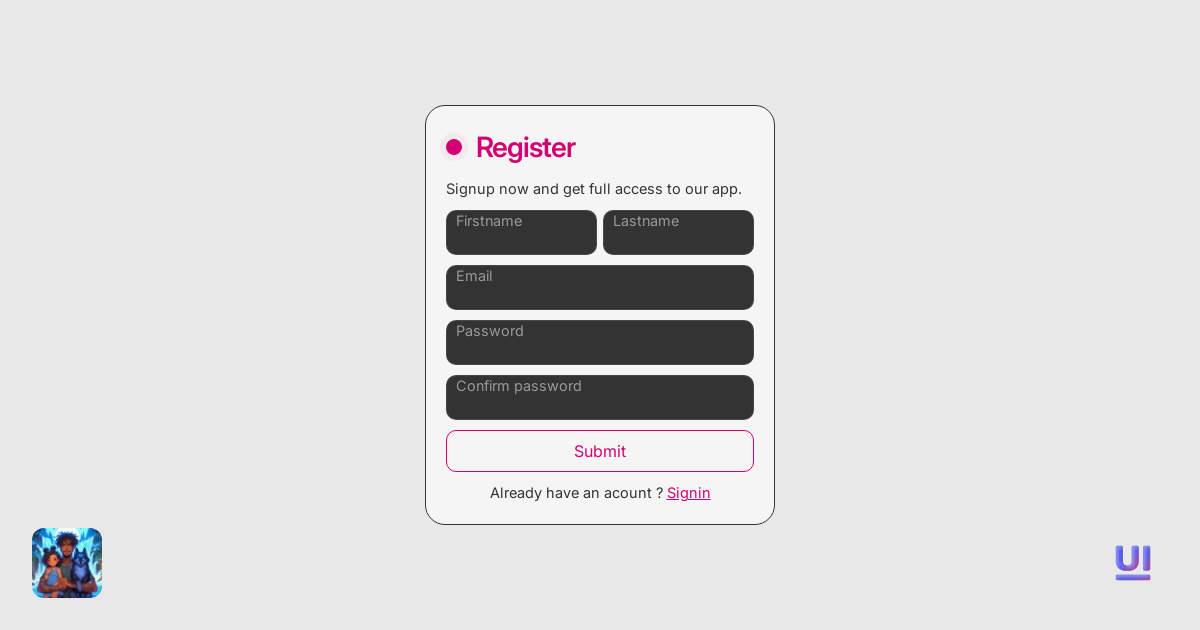 Register
Signup now and get full access to our app.
Firstname Lastname
Email
Password
Confirm password
Submit
Already have an acount ? Signin
UI